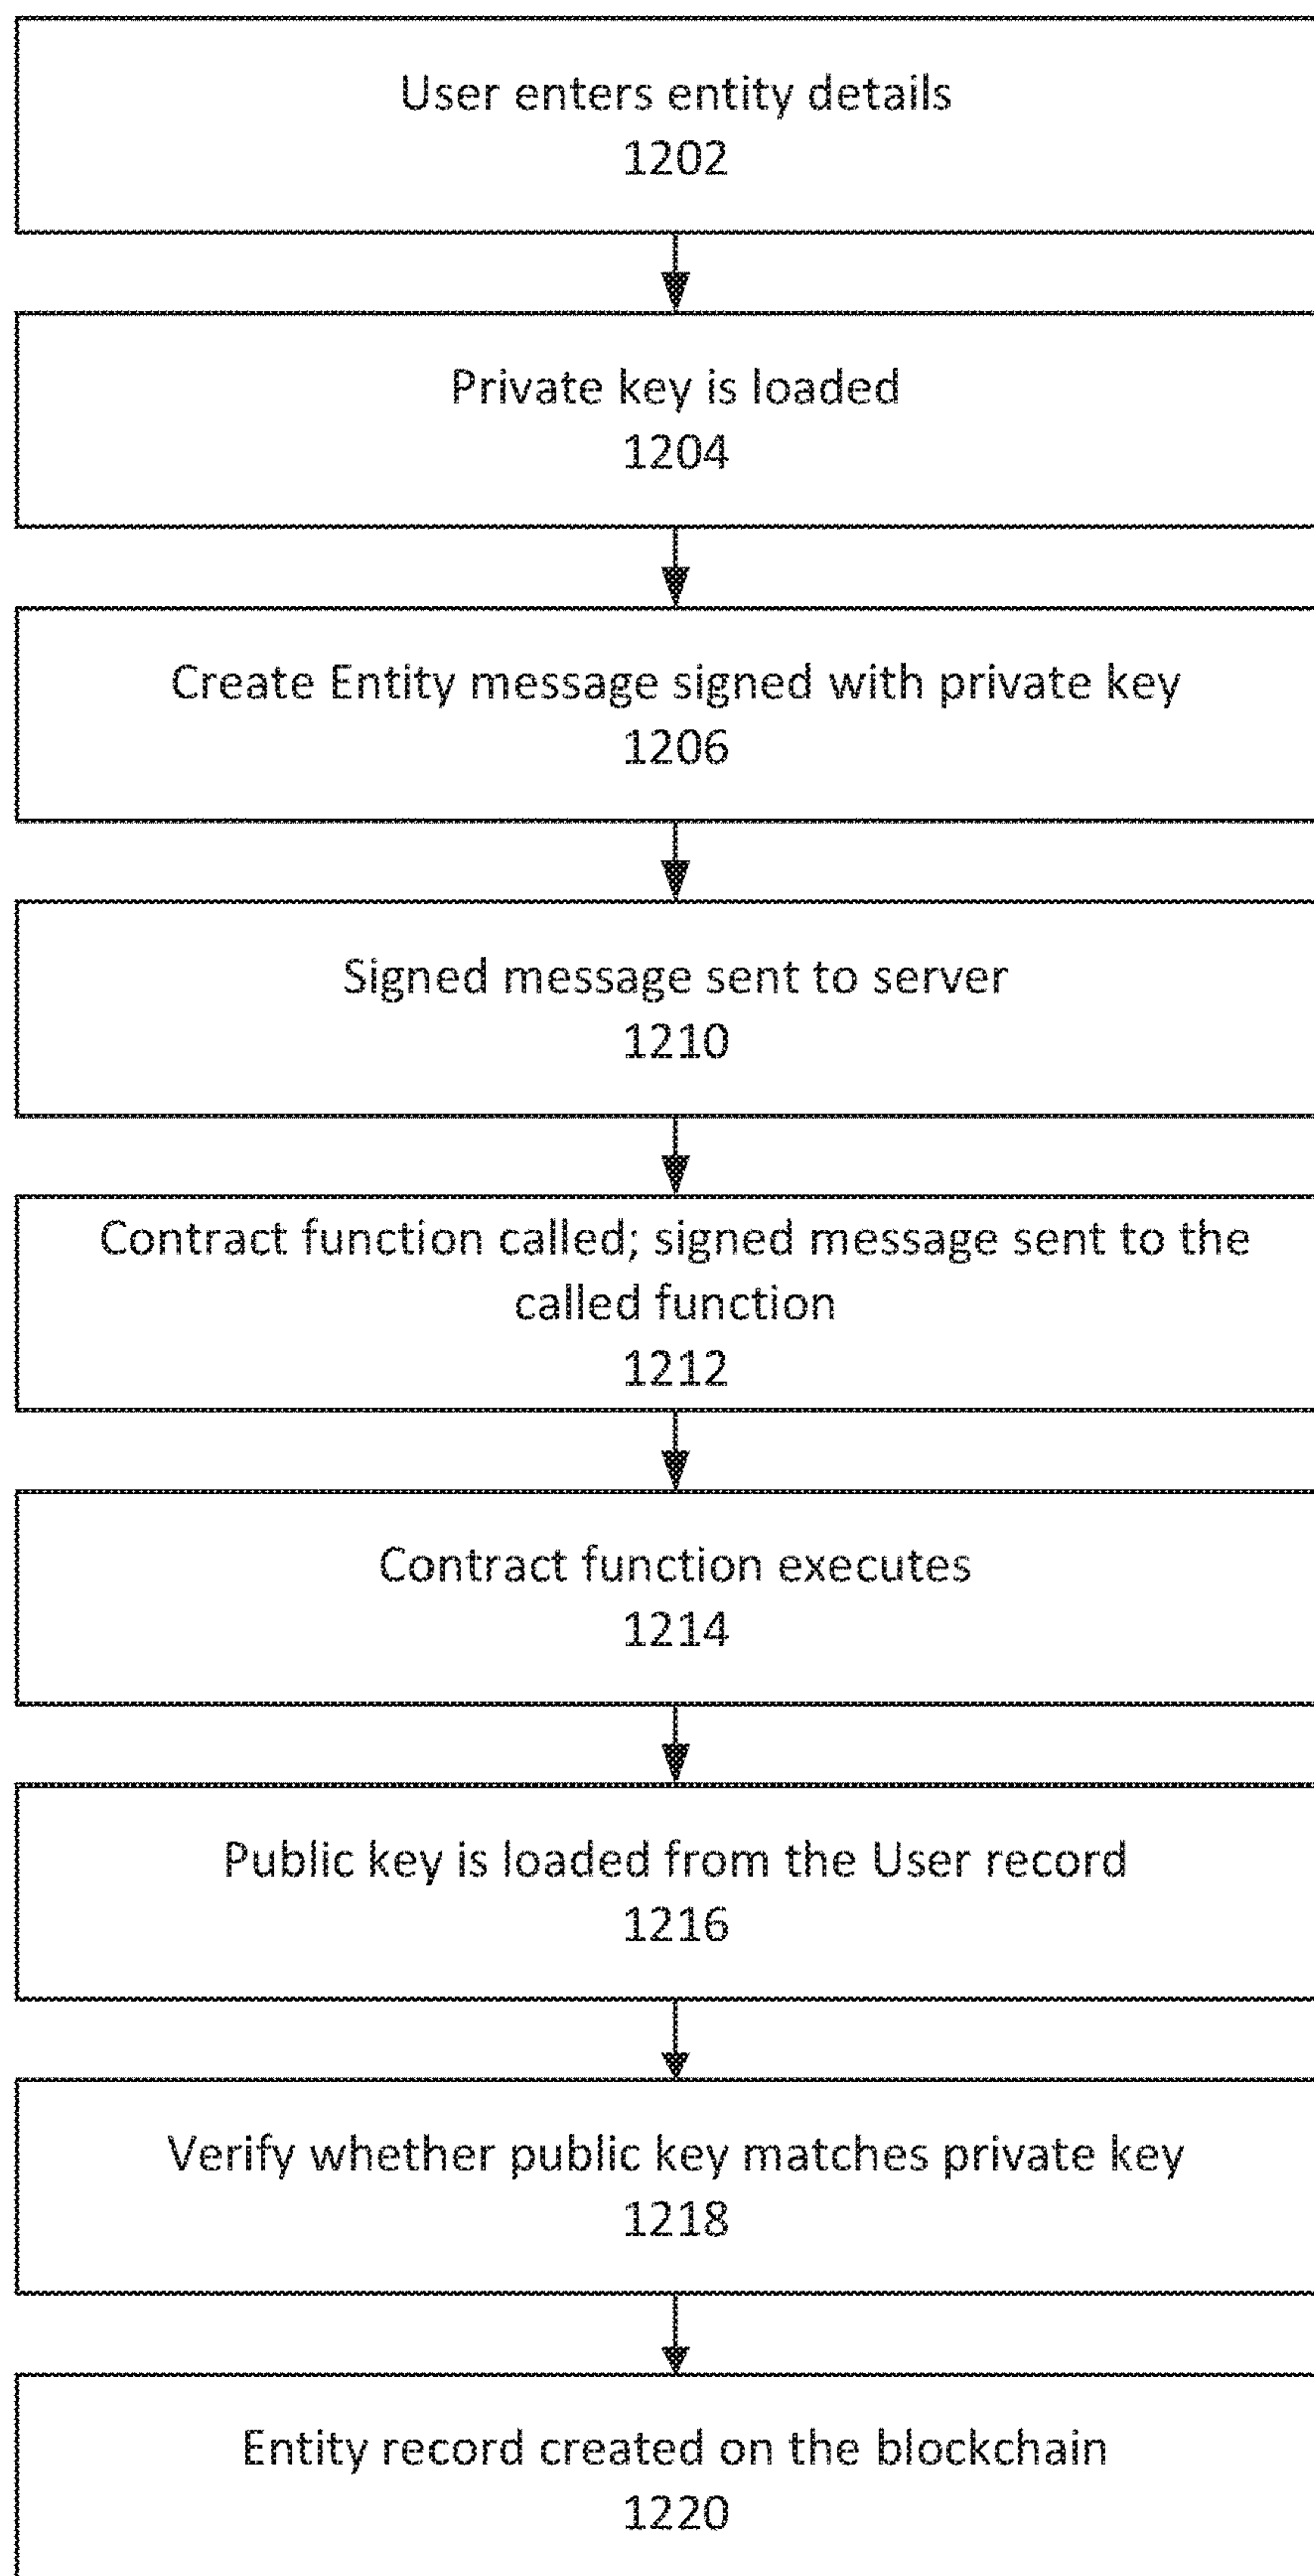 User enters entity details
1202
Private key is loaded
1204
Create Entity message signed with private key
1206
Signed message sent to server
1210
Contract function called; signed message sent to the
called function
1212
Contract function executes
1214
Public key is loaded from the User record
1216
Verify whether public key matches private key
1218
Entity record created on the blockchain
1220